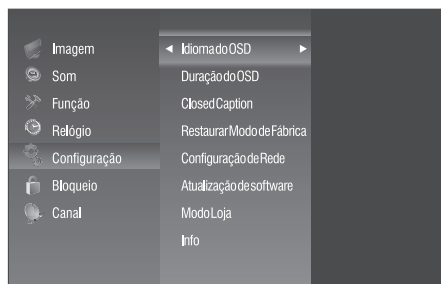 Imagem
Som
Função
Relógio
Configuração
Bloqueio
Canal
Idioma do OSD
Duração do OSD
Closed Caption
Restaurar Modo de Fábrica
Configuração de Rede
Atualização de software
Modo Loja
Info